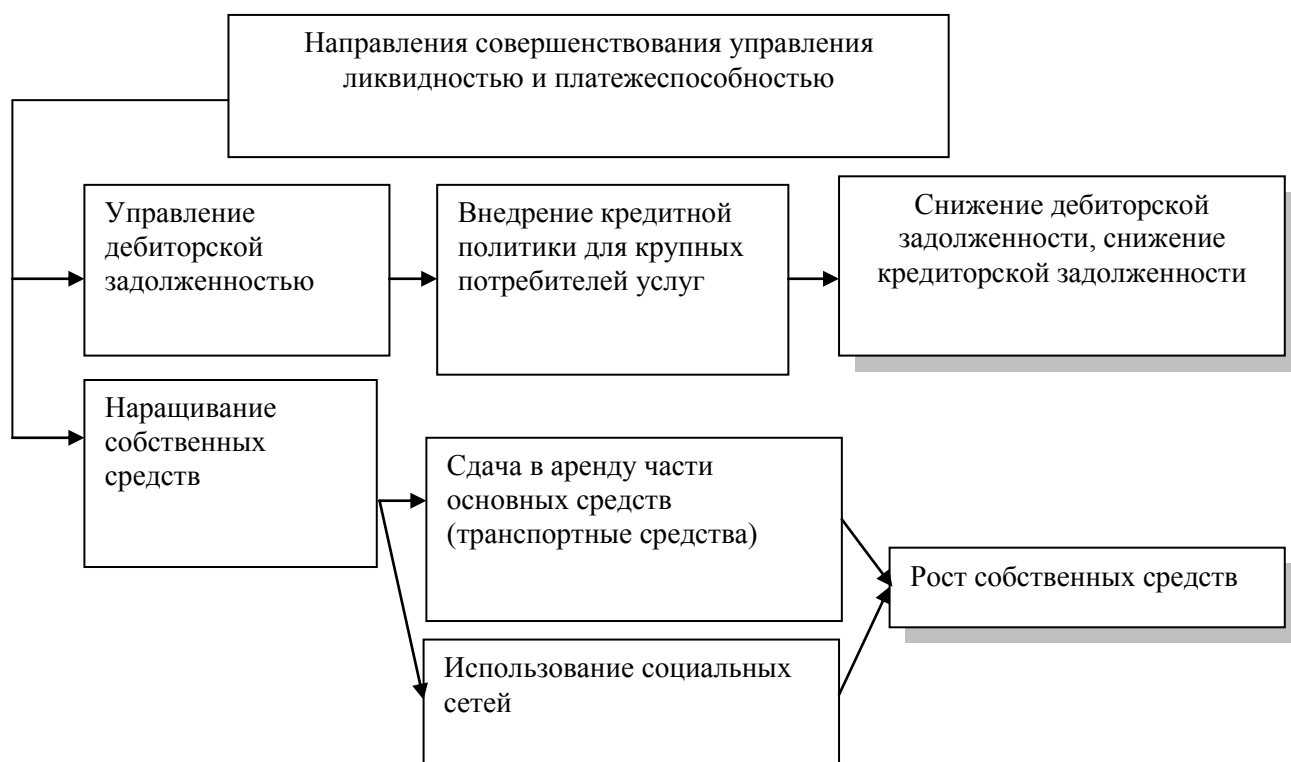 Направления совершенствования управления
ликвидностью и платежеспособностью
Управление
дебиторской
задолженностью
Внедрение кредитной
политики для крупных
потребителей услуг
Снижение дебиторской
задолженности, снижение
кредиторской задолженности
Наращивание
собственных
средств
Сдача в аренду части
основных средств
(транспортные средства)
Рост собственных средств
Использование социальных
сетей